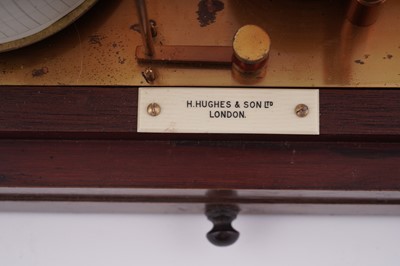 H. HUGHES & SON LTD
LONDON.